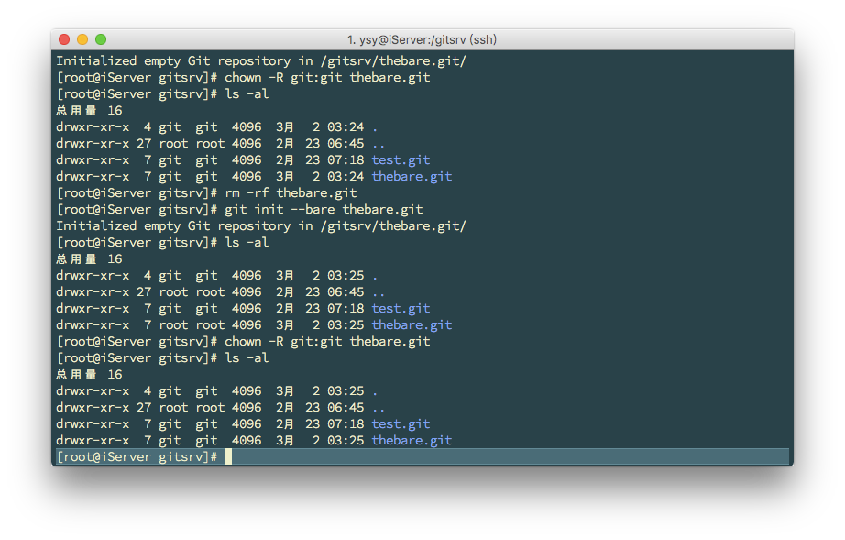 1. ysy@iServer:/gitsrv (ssh)
Initialized empty Git repository in /gitsrv/thebare.git/
[root@iServer gitsrv]# chown -R git:git thebare.git
[root@iServer gitsrv]# ls -al
总用量 16
drwxr-xr-x  4 git  git  4096 3月   2 03:24 .
drwxr-xr-x 27 root root 4096 2月  23 06:45 ..
drwxr-xr-x  7 git  git  4096 2月  23 07:18 test.git
drwxr-xr-x  7 git  git  4096 3月   2 03:24 thebare.git
[root@iServer gitsrv]# rm -rf thebare.git
[root@iServer gitsrv]# git init --bare thebare.git
Initialized empty Git repository in /gitsrv/thebare.git/
[root@iServer gitsrv]# ls -al
总用量 16
drwxr-xr-x  4 git  git  4096 3月   2 03:25 .
drwxr-xr-x 27 root root 4096 2月  23 06:45 ..
drwxr-xr-x  7 git  git  4096 2月  23 07:18 test.git
drwxr-xr-x  7 root root 4096 3月   2 03:25 thebare.git
[root@iServer gitsrv]# chown -R git:git thebare.git
[root@iServer gitsrv]# ls -al
总用量 16
drwxr-xr-x  4 git  git  4096 3月   2 03:25 .
drwxr-xr-x 27 root root 4096 2月  23 06:45 ..
drwxr-xr-x  7 git  git  4096 2月  23 07:18 test.git
drwxr-xr-x  7 git  git  4096 3月   2 03:25 thebare.git
[root@iServer gitsrv]#